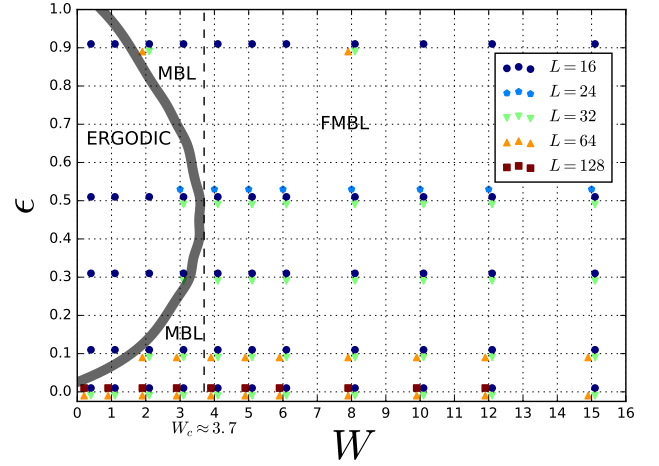 1.0
0.9
0.8
0.7
0.6
0.5
0.4
0.3
0.2
0.1
0.0
ϵ
MBL
ERGODIC
FMBL
MBL
L = 16
L = 24
L = 32
L = 64
L = 128
0 1 2 3 4 5 6 7 8 9 10 11 12 13 14 15 16
W_c ≈ 3.7
W